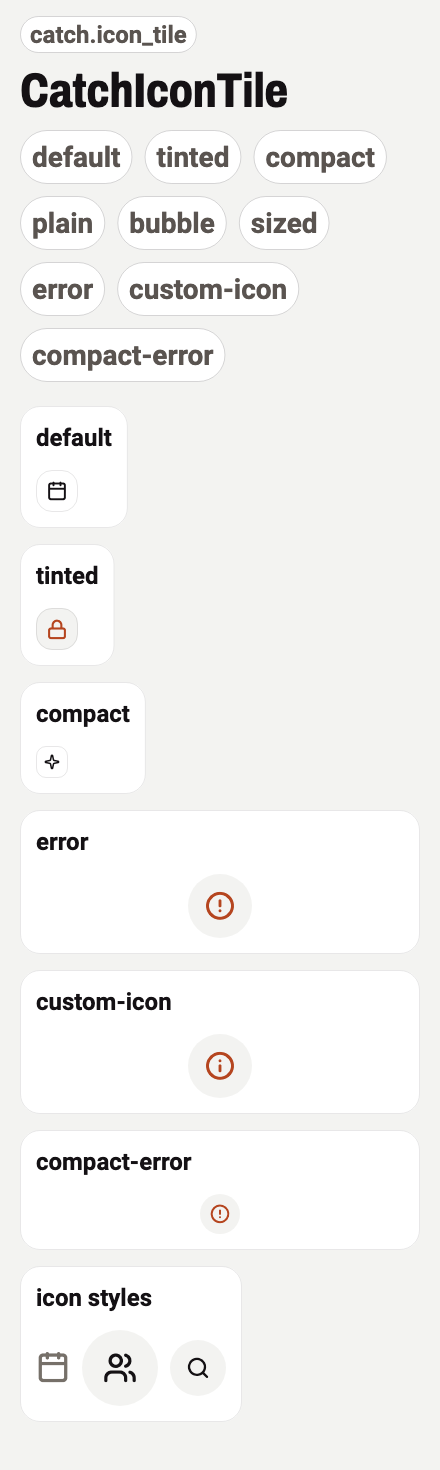 catch.icon_tile
CatchIconTile
default tinted compact
plain bubble sized
error custom-icon
compact-error
default
tinted
compact
error
custom-icon
compact-error
icon styles